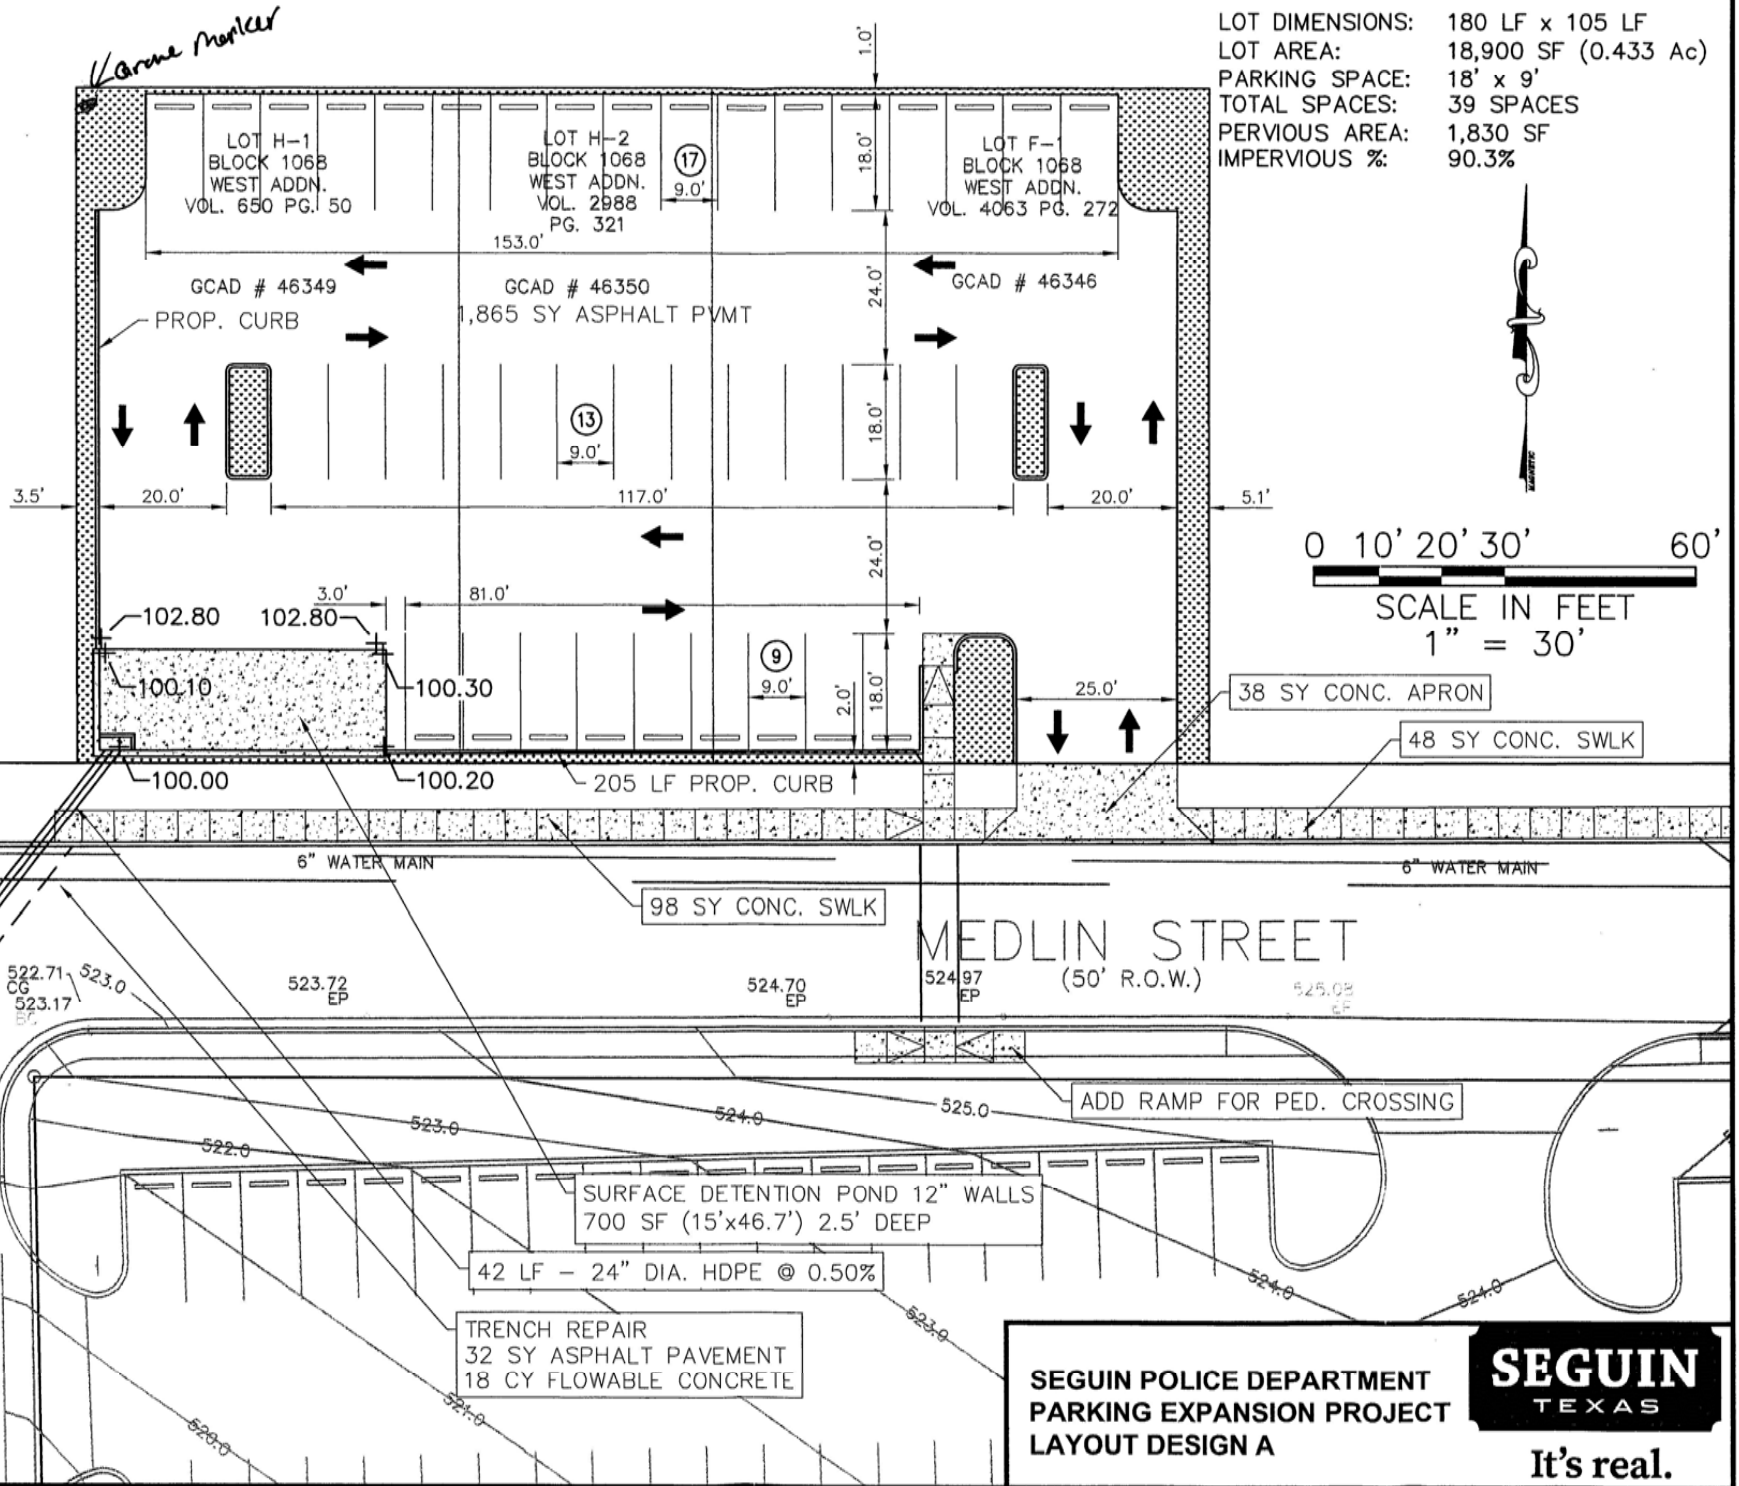 Karone Marker
LOT DIMENSIONS: 180 LF x 105 LF
LOT AREA: 18,900 SF (0.433 Ac)
PARKING SPACE: 18' x 9'
TOTAL SPACES: 39 SPACES
PERVIOUS AREA: 1,830 SF
IMPERVIOUS %: 90.3%
1.0'
LOT H-1
BLOCK 1068
WEST ADDN.
VOL. 650 PG. 50
LOT H-2
BLOCK 1068
WEST ADDN.
VOL. 2988
PG. 321
17
9.0'
18.0'
LOT F-1
BLOCK 1068
WEST ADDN.
VOL. 4063 PG. 272
153.0'
GCAD # 46349
GCAD # 46350
24.0'
GCAD # 46346
PROP. CURB
1,865 SY ASPHALT PVMT
MAGNETIC
13
9.0'
18.0'
3.5'
20.0'
117.0'
20.0'
5.1'
0 10' 20' 30' 60'
SCALE IN FEET
1" = 30'
24.0'
3.0'
81.0'
102.80
102.80
100.10
100.30
9
9.0'
2.0'
18.0'
25.0'
38 SY CONC. APRON
48 SY CONC. SWLK
100.00
100.20
205 LF PROP. CURB
6" WATER MAIN
6" WATER MAIN
98 SY CONC. SWLK
MEDLIN STREET
(50' R.O.W.)
522.71
CG
523.17
BC
523.0
523.72
EP
524.70
EP
524.97
EP
525.08
EP
ADD RAMP FOR PED. CROSSING
522.0
523.0
524.0
525.0
SURFACE DETENTION POND 12" WALLS
700 SF (15'x46.7') 2.5' DEEP
42 LF - 24" DIA. HDPE @ 0.50%
524.0
524.0
523.0
TRENCH REPAIR
32 SY ASPHALT PAVEMENT
18 CY FLOWABLE CONCRETE
521.0
520.0
SEGUIN POLICE DEPARTMENT
PARKING EXPANSION PROJECT
LAYOUT DESIGN A
SEGUIN
TEXAS
It's real.